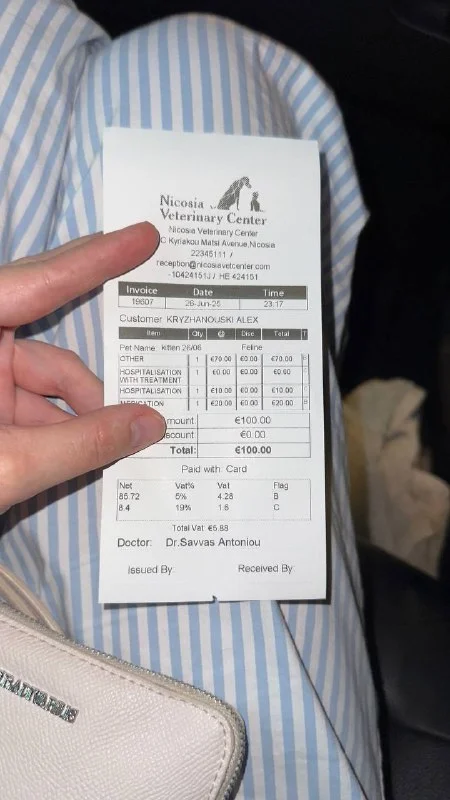 Nicosia
Veterinary Center
Nicosia Veterinary Center
C Kyriakou Matsi Avenue,Nicosia
22345111 /
reception@nicosiavetcenter.com
HE 424151
Invoice Date Time
19607 26-Jun-25 23:17
Customer KRYZHANOUSKI ALEX
Item Qty @ Disc. Total T
Pet Name: kitten 26/06 Feline
OTHER 1 €70.00 €0.00 €70.00 B
HOSPITALISATION WITH TREATMENT 1 €0.00 €0.00 €0.00
HOSPITALISATION 1 €10.00 €0.00 €10.00
1 €20.00 €0.00 €20.00
mount: €100.00
scount: €0.00
Total: €100.00
Paid with: Card
Net Vat% Vat Flag
85.72 5% 4.28 B
8.4 19% 1.6 C
Total Vat: €5.88
Doctor: Dr.Savvas Antoniou
Issued By Received By